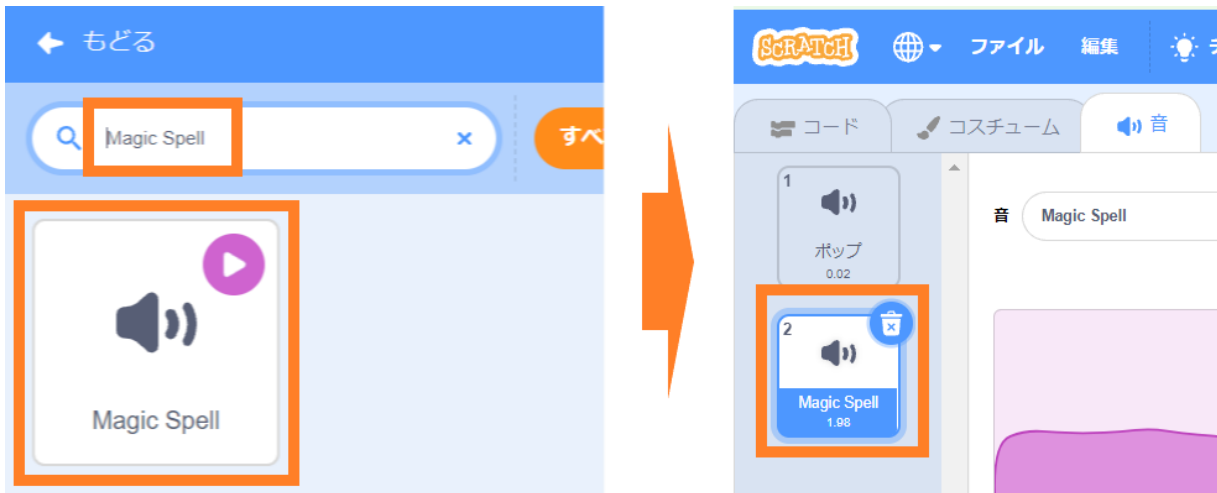 もどる
Magic Spell
すべ
Magic Spell
SCRATCH
ファイル
編集
コード
コスチューム
音
1
ポップ
0.02
2
Magic Spell
1.98
音
Magic Spell